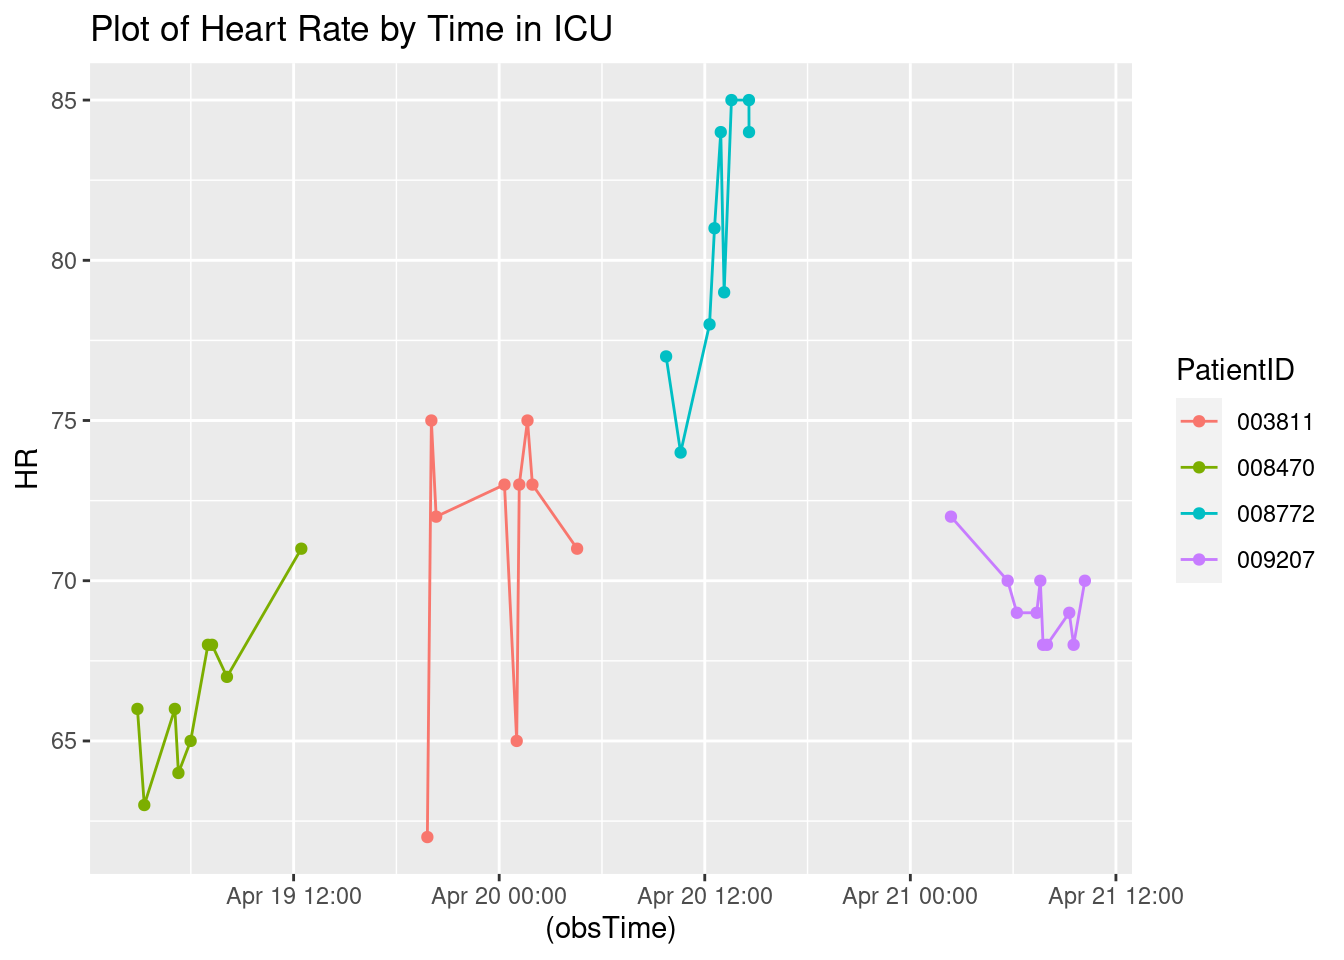 Plot of Heart Rate by Time in ICU
85
80
75
70
65
HR
Apr 19 12:00
Apr 20 00:00
Apr 20 12:00
Apr 21 00:00
Apr 21 12:00
(obsTime)
PatientID
003811
008470
008772
009207